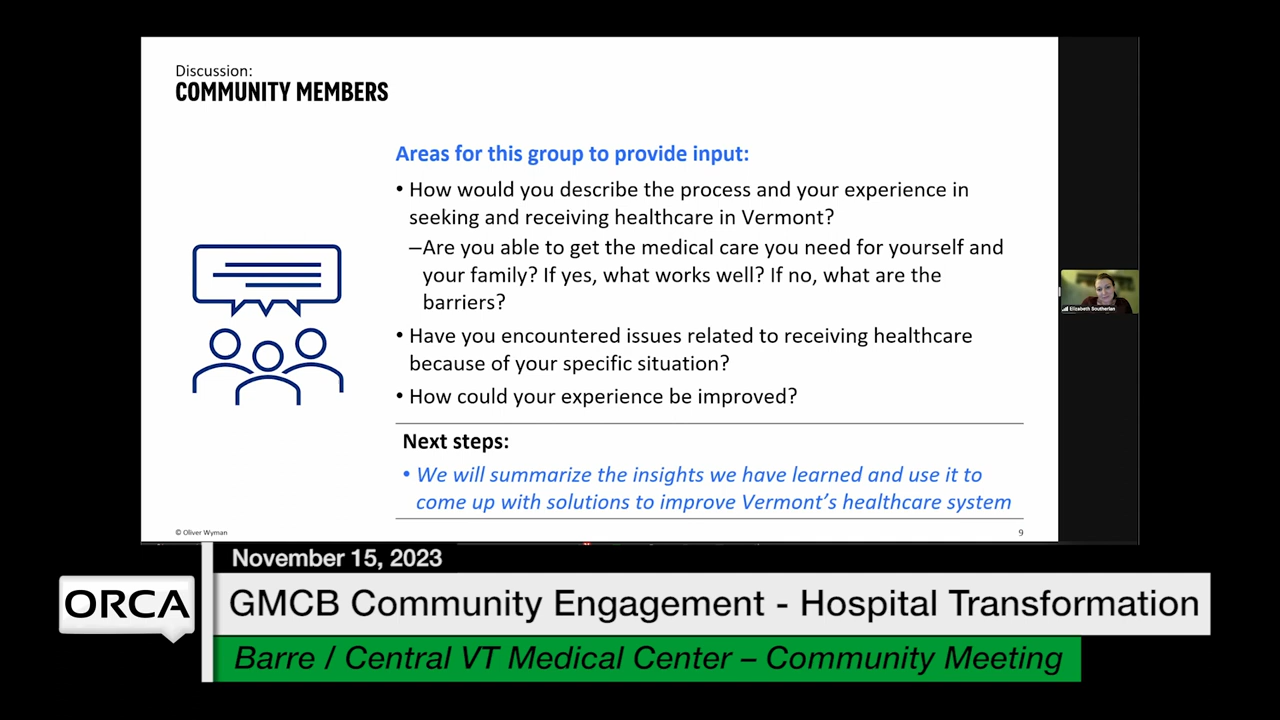 Discussion:
COMMUNITY MEMBERS
Areas for this group to provide input:
• How would you describe the process and your experience in
seeking and receiving healthcare in Vermont?
–Are you able to get the medical care you need for yourself and
your family? If yes, what works well? If no, what are the
barriers?
• Have you encountered issues related to receiving healthcare
because of your specific situation?
• How could your experience be improved?
Next steps:
• We will summarize the insights we have learned and use it to
come up with solutions to improve Vermont's healthcare system
© Oliver Wyman
9
Elizabeth Southerlan
November 15, 2023
ORCA
GMCB Community Engagement - Hospital Transformation
Barre / Central VT Medical Center – Community Meeting